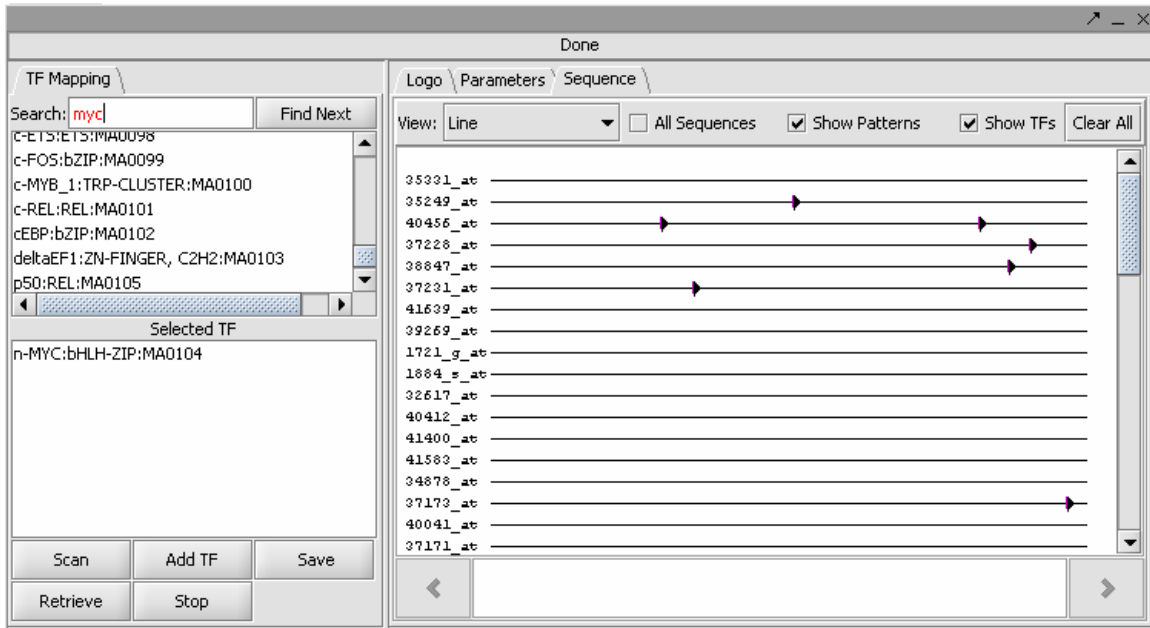 Done
TF Mapping
Search: myc Find Next
c-ETS:ETS:MA0098
c-FOS:bZIP:MA0099
c-MYB_1:TRP-CLUSTER:MA0100
c-REL:REL:MA0101
cEBP:bZIP:MA0102
deltaEF1:ZN-FINGER, C2H2:MA0103
p50:REL:MA0105
Selected TF
n-MYC:bHLH-ZIP:MA0104
Scan Add TF Save
Retrieve Stop
Logo Parameters Sequence
View: Line All Sequences Show Patterns Show TFs Clear All
35331_at
35249_at
40456_at
37228_at
38847_at
37231_at
41639_at
39269_at
1721_g_at
1884_s_at
32617_at
40412_at
41400_at
41583_at
34878_at
37173_at
40041_at
37171_at